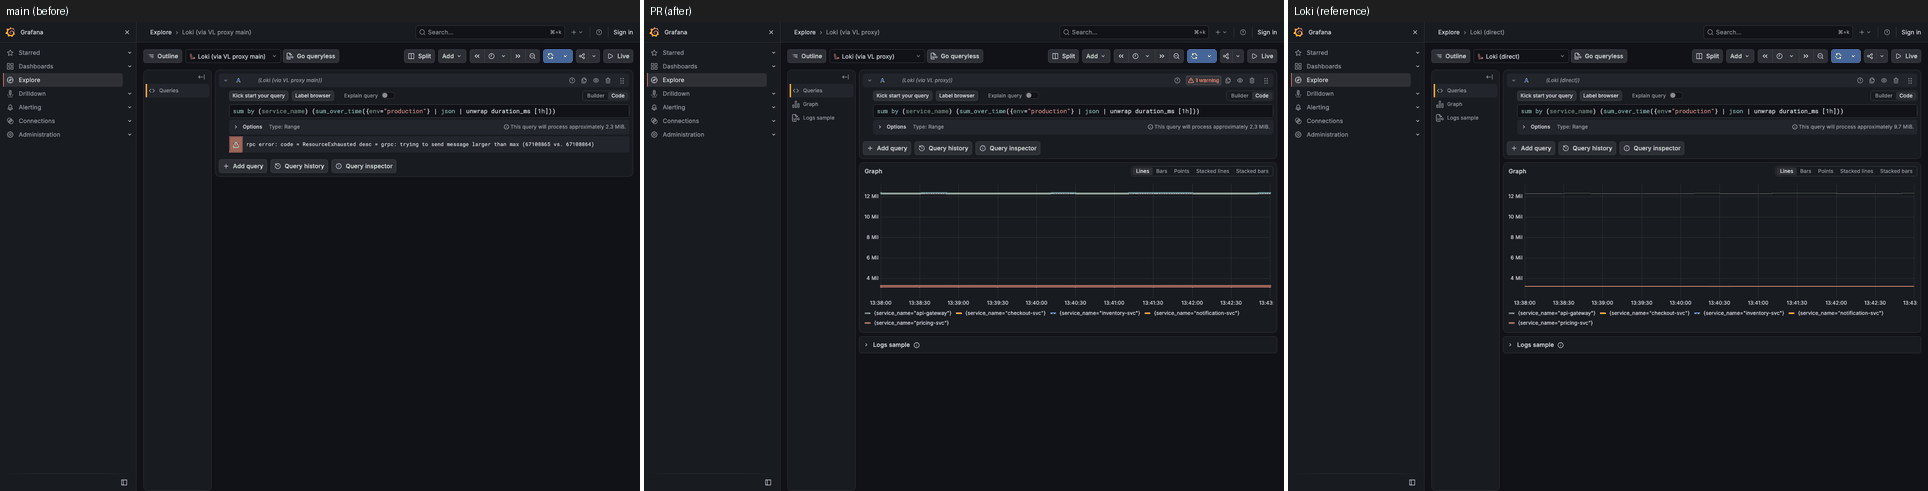 main (before)
Grafana
Explore › Loki (via VL proxy main)
Search...
⌘+k
Sign in
Starred
Dashboards
Explore
Drilldown
Alerting
Connections
Administration
Outline
Loki (via VL proxy main)
Go queryless
Split
Add
Live
Queries
A
(Loki (via VL proxy main))
Kick start your query
Label browser
Explain query
Builder
Code
sum by (service_name) (sum_over_time({env="production"} | json | unwrap duration_ms [1h]))
Options Type: Range
This query will process approximately 2.3 MiB.
rpc error: code = ResourceExhausted desc = grpc: trying to send message larger than max (67108865 vs. 67108864)
+ Add query
Query history
Query inspector
PR (after)
Grafana
Explore › Loki (via VL proxy)
Search...
⌘+k
Sign in
Starred
Dashboards
Explore
Drilldown
Alerting
Connections
Administration
Outline
Loki (via VL proxy)
Go queryless
Split
Add
Live
Queries
Graph
Logs sample
A
(Loki (via VL proxy))
1 warning
Kick start your query
Label browser
Explain query
Builder
Code
sum by (service_name) (sum_over_time({env="production"} | json | unwrap duration_ms [1h]))
Options Type: Range
This query will process approximately 2.3 MiB.
+ Add query
Query history
Query inspector
Graph
Lines Bars Points Stacked lines Stacked bars
12 Mil
10 Mil
8 Mil
6 Mil
4 Mil
13:38:00 13:38:30 13:39:00 13:39:30 13:40:00 13:40:30 13:41:00 13:41:30 13:42:00 13:42:30 13:43
{service_name="api-gateway"} {service_name="checkout-svc"} {service_name="inventory-svc"} {service_name="notification-svc"}
{service_name="pricing-svc"}
Logs sample
Loki (reference)
Grafana
Explore › Loki (direct)
Search...
⌘+k
Sign in
Starred
Dashboards
Explore
Drilldown
Alerting
Connections
Administration
Outline
Loki (direct)
Go queryless
Split
Add
Live
Queries
Graph
Logs sample
A
(Loki (direct))
Kick start your query
Label browser
Explain query
Builder
Code
sum by (service_name) (sum_over_time({env="production"} | json | unwrap duration_ms [1h]))
Options Type: Range
This query will process approximately 9.7 MiB.
+ Add query
Query history
Query inspector
Graph
Lines Bars Points Stacked lines Stacked bars
12 Mil
10 Mil
8 Mil
6 Mil
4 Mil
13:38:00 13:38:30 13:39:00 13:39:30 13:40:00 13:40:30 13:41:00 13:41:30 13:42:00 13:42:30 13:43
{service_name="api-gateway"} {service_name="checkout-svc"} {service_name="inventory-svc"} {service_name="notification-svc"}
{service_name="pricing-svc"}
Logs sample